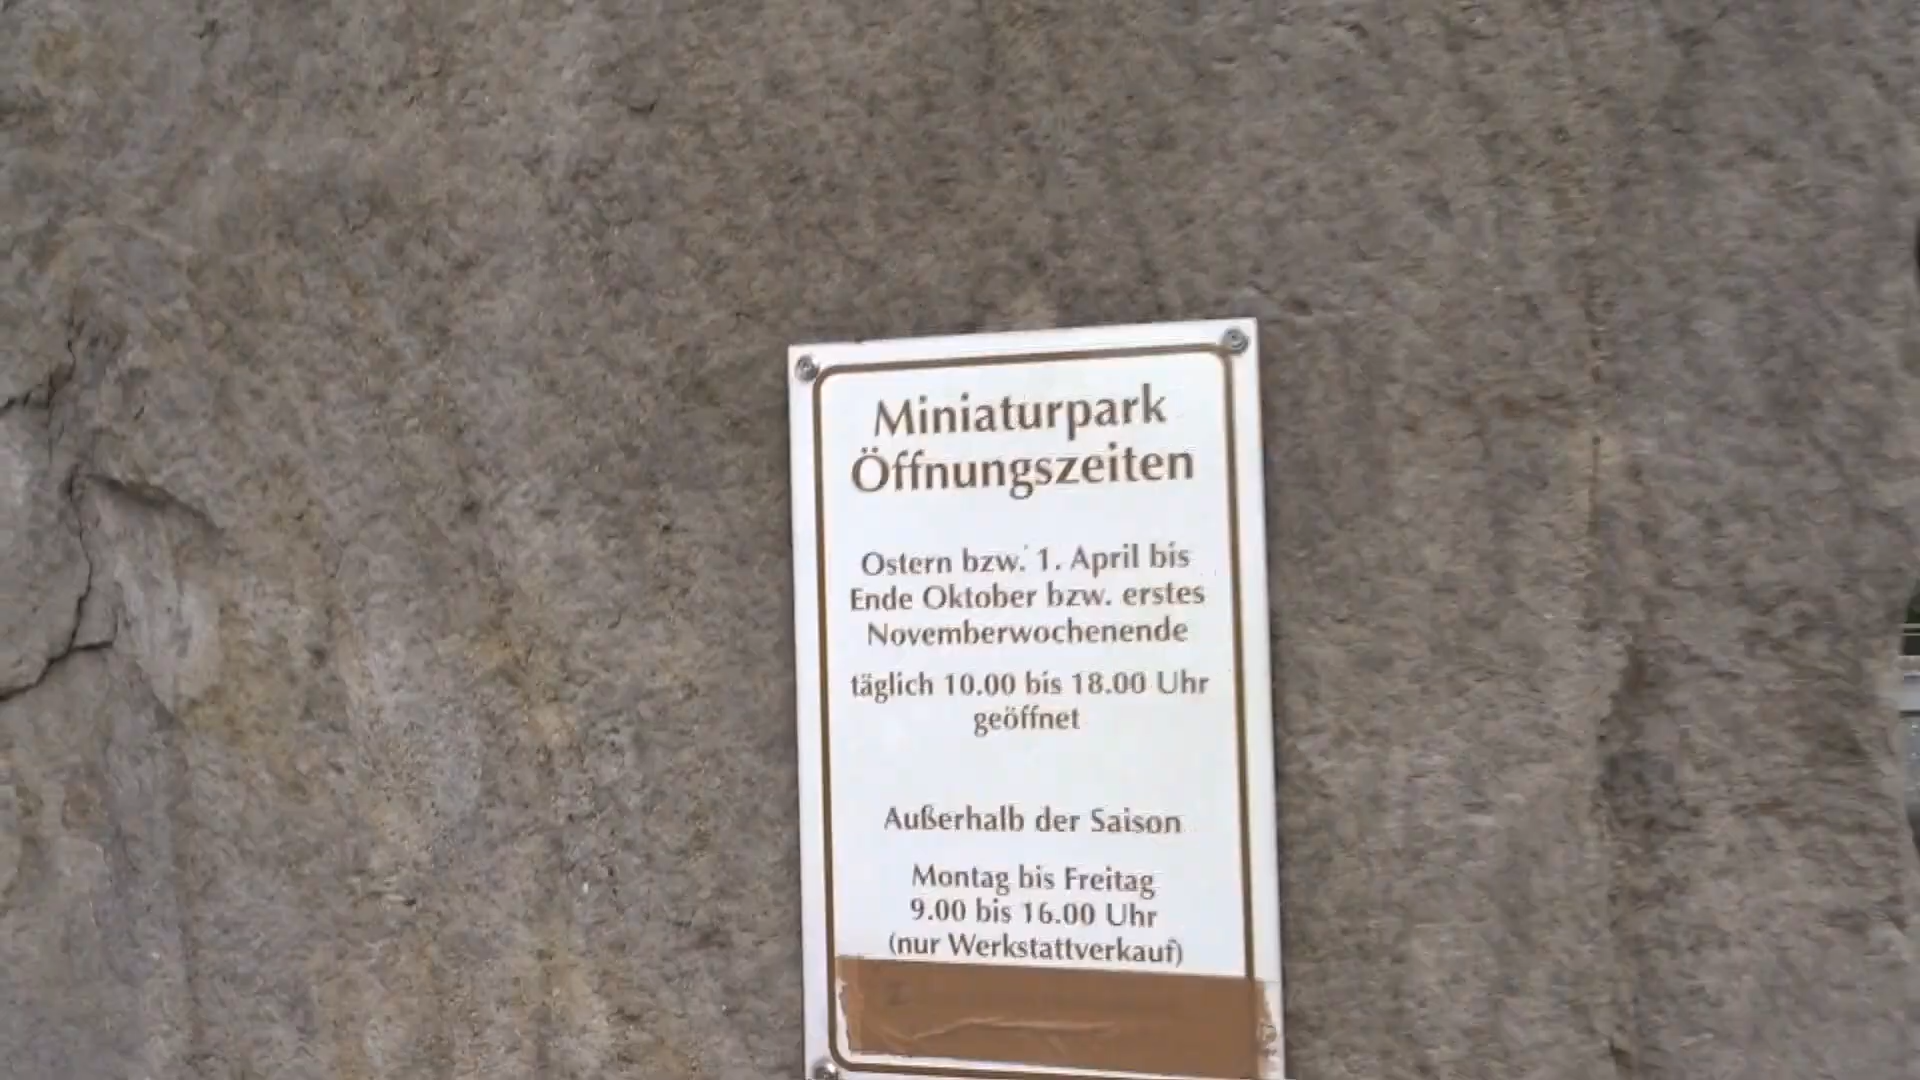 Miniaturpark
Öffnungszeiten
Ostern bzw. 1. April bis
Ende Oktober bzw. erstes
Novemberwochenende
täglich 10.00 bis 18.00 Uhr
geöffnet
Außerhalb der Saison
Montag bis Freitag
9.00 bis 16.00 Uhr
(nur Werkstattverkauf)